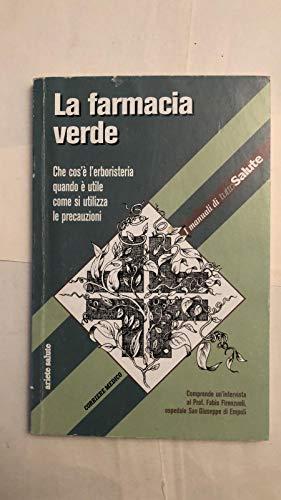 La farmacia
verde
Che cos'è l'erboristeria
quando è utile
come si utilizza
le precauzioni
I manuali di tuttoSalute
ariete salute
CORRIERE MEDICO
Comprende un'intervista
al Prof. Fabio Firenzuoli,
ospedale San Giuseppe di Empoli